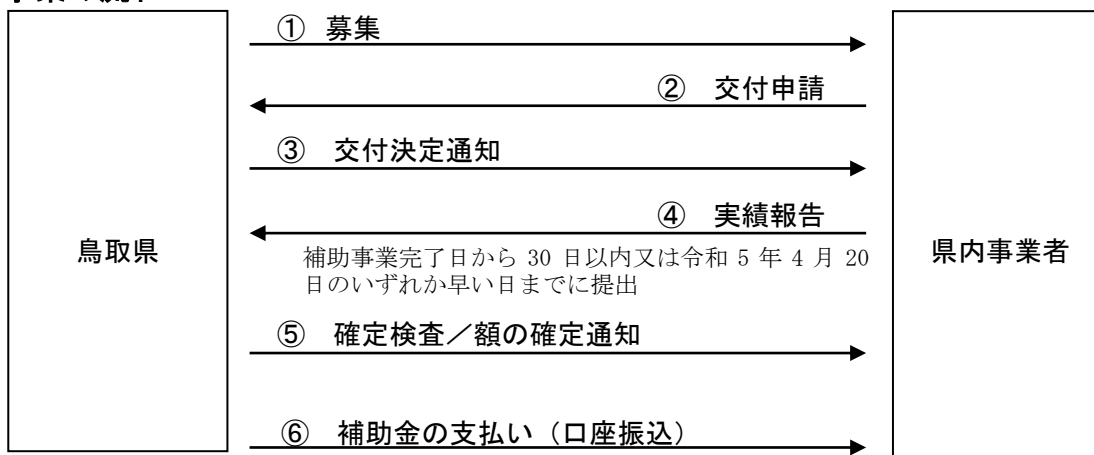 ① 募集
② 交付申請
③ 交付決定通知
④ 実績報告
鳥取県
県内事業者
補助事業完了日から 30 日以内又は令和 5 年 4 月 20
日のいずれか早い日までに提出
⑤ 確定検査／額の確定通知
⑥ 補助金の支払い（口座振込）